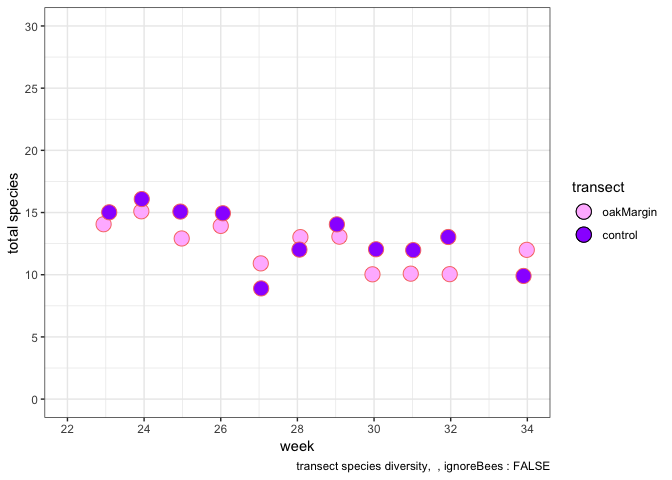 30
25
20
15
10
5
0
total species
22 24 26 28 30 32 34
week
transect species diversity,  , ignoreBees : FALSE
transect
oakMargin
control